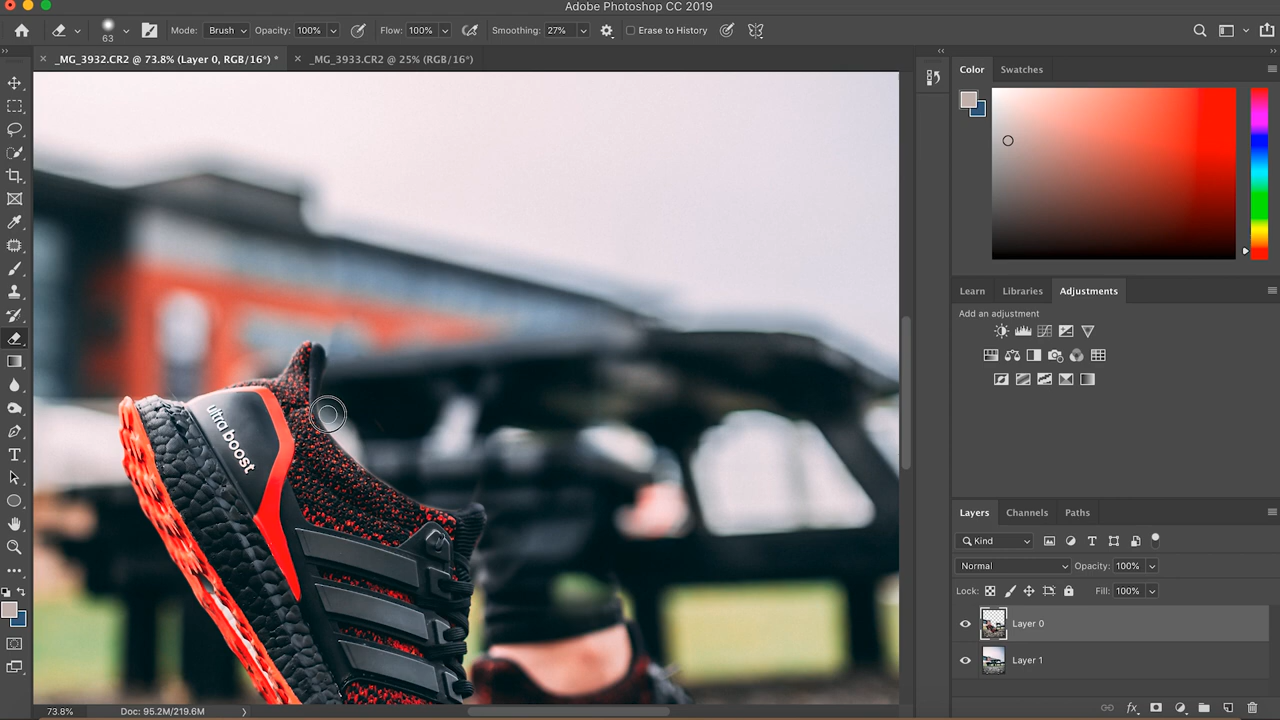 Adobe Photoshop CC 2019
63
Mode: Brush Opacity: 100% Flow: 100% Smoothing: 27% Erase to History
_MG_3932.CR2 @ 73.8% (Layer 0, RGB/16*) * _MG_3933.CR2 @ 25% (RGB/16*)
Color Swatches
Learn Libraries Adjustments
Add an adjustment
ultra boost
Layers Channels Paths
Kind
Normal Opacity: 100%
Lock: Fill: 100%
Layer 0
Layer 1
73.8% Doc: 95.2M/219.6M